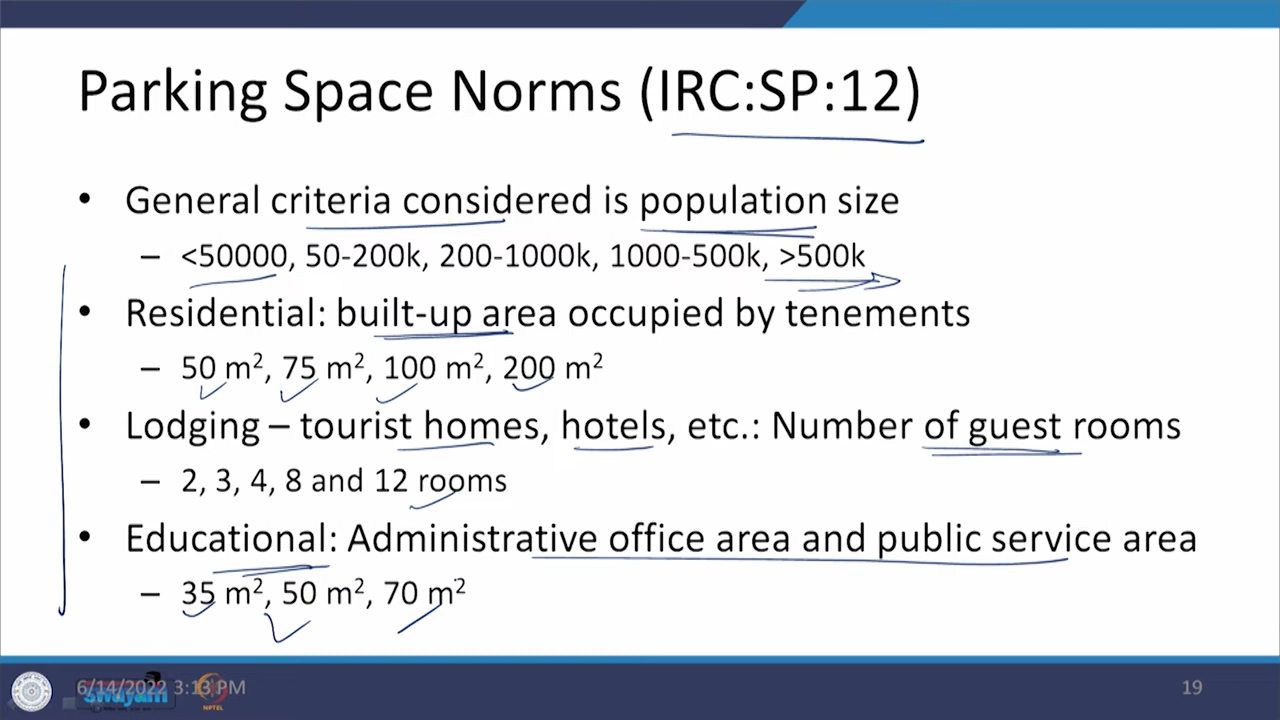 Parking Space Norms (IRC:SP:12)
• General criteria considered is population size
– <50000, 50-200k, 200-1000k, 1000-500k, >500k
• Residential: built-up area occupied by tenements
– 50 m², 75 m², 100 m², 200 m²
• Lodging – tourist homes, hotels, etc.: Number of guest rooms
– 2, 3, 4, 8 and 12 rooms
• Educational: Administrative office area and public service area
– 35 m², 50 m², 70 m²
6/14/2022 3:13 PM
swayam
NPTEL
19